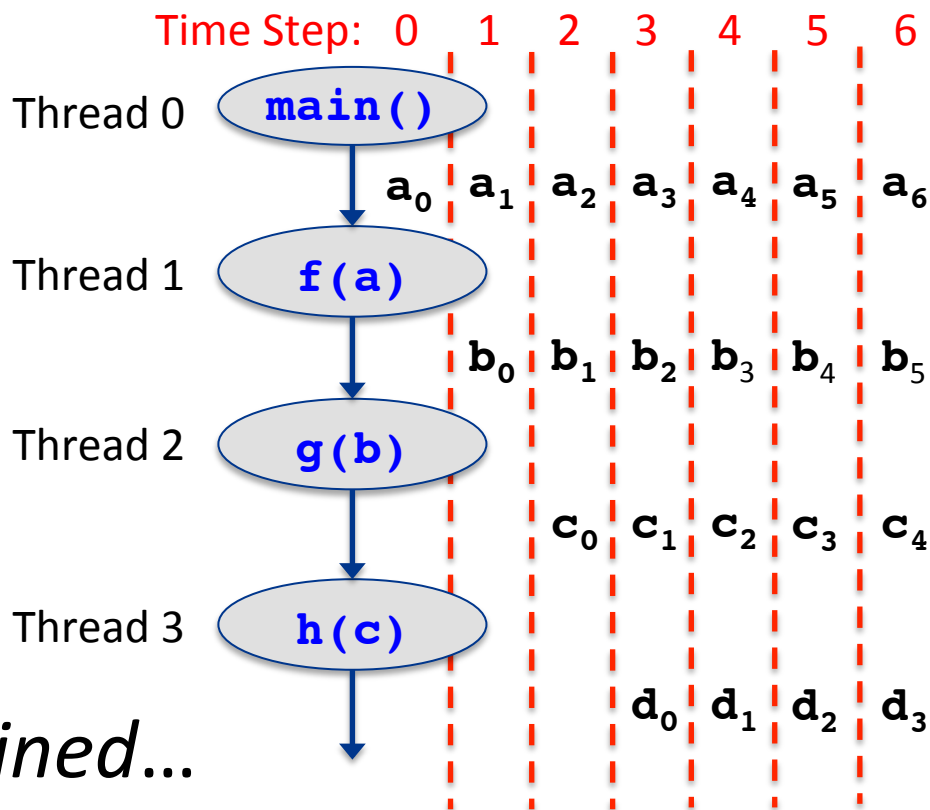 Time Step: 0 1 2 3 4 5 6
Thread 0 main()
a₀ a₁ a₂ a₃ a₄ a₅ a₆
Thread 1 f(a)
b₀ b₁ b₂ b₃ b₄ b₅
Thread 2 g(b)
c₀ c₁ c₂ c₃ c₄
Thread 3 h(c)
d₀ d₁ d₂ d₃
ined...